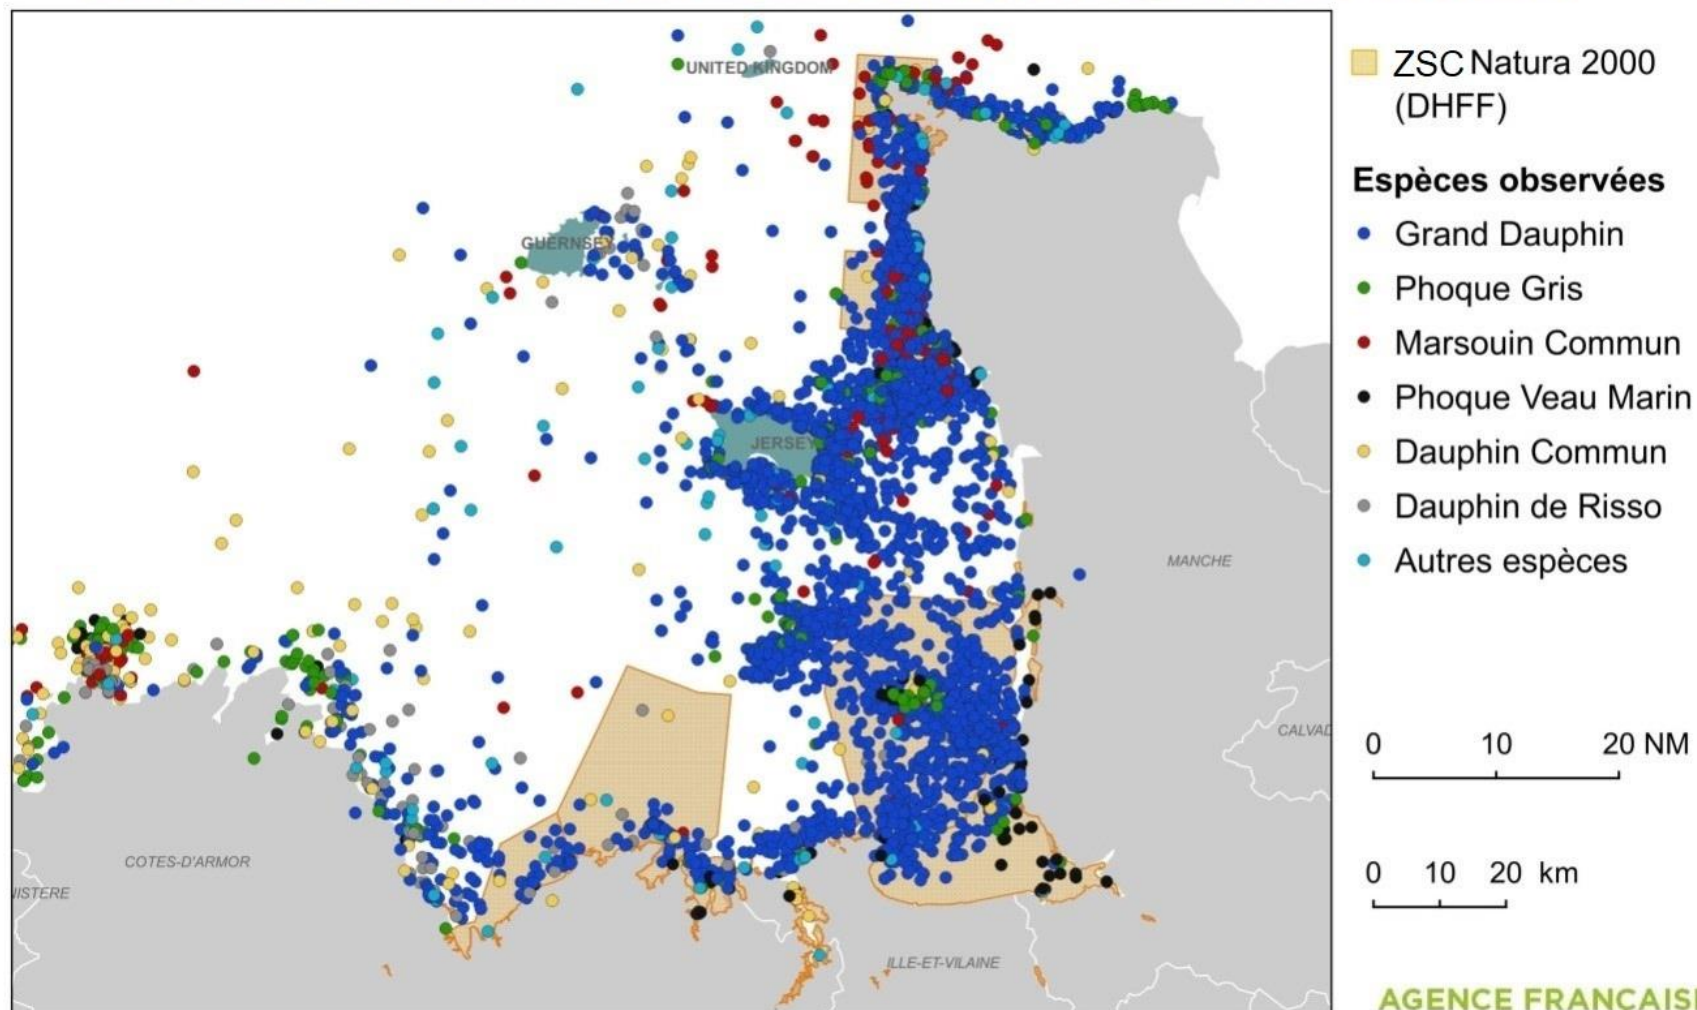 UNITED KINGDOM
GUERNSEY
JERSEY
MANCHE
CALVAD
COTES-D'ARMOR
NISTERE
ILLE-ET-VILAINE
ZSC Natura 2000
(DHFF)
Espèces observées
Grand Dauphin
Phoque Gris
Marsouin Commun
Phoque Veau Marin
Dauphin Commun
Dauphin de Risso
Autres espèces
0 10 20 NM
0 10 20 km
AGENCE FRANCAIS